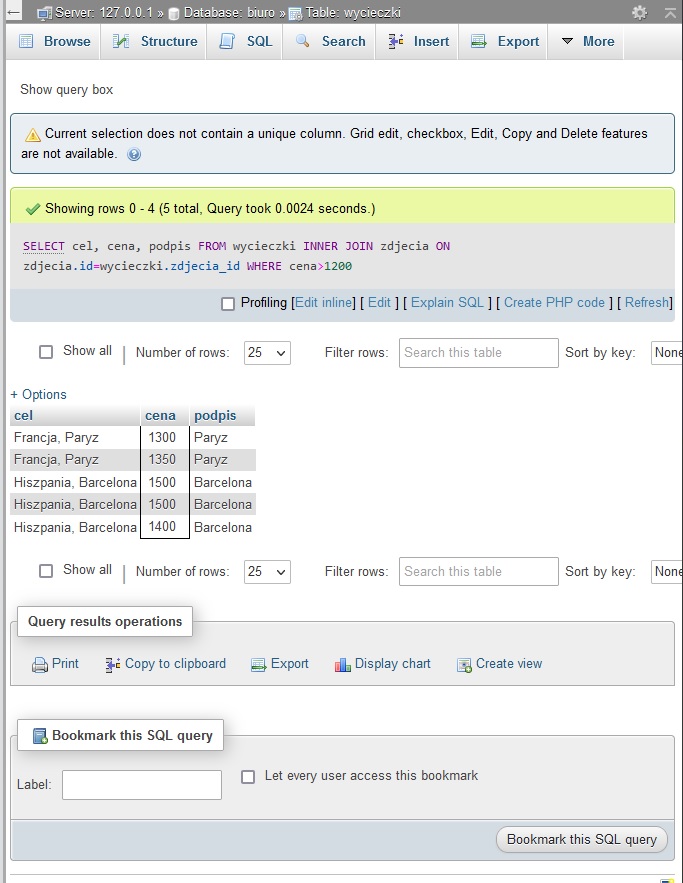 Server: 127.0.0.1 » Database: biuro » Table: wycieczki
Browse Structure SQL Search Insert Export More
Show query box
Current selection does not contain a unique column. Grid edit, checkbox, Edit, Copy and Delete features
are not available.
Showing rows 0 - 4 (5 total, Query took 0.0024 seconds.)
SELECT cel, cena, podpis FROM wycieczki INNER JOIN zdjecia ON
zdjecia.id=wycieczki.zdjecia_id WHERE cena>1200
Profiling [Edit inline] [ Edit ] [ Explain SQL ] [ Create PHP code ] [ Refresh]
Show all | Number of rows: 25 Filter rows: Search this table Sort by key: None
+ Options
cel cena podpis
Francja, Paryz 1300 Paryz
Francja, Paryz 1350 Paryz
Hiszpania, Barcelona 1500 Barcelona
Hiszpania, Barcelona 1500 Barcelona
Hiszpania, Barcelona 1400 Barcelona
Show all | Number of rows: 25 Filter rows: Search this table Sort by key: None
Query results operations
Print Copy to clipboard Export Display chart Create view
Bookmark this SQL query
Label: Let every user access this bookmark
Bookmark this SQL query